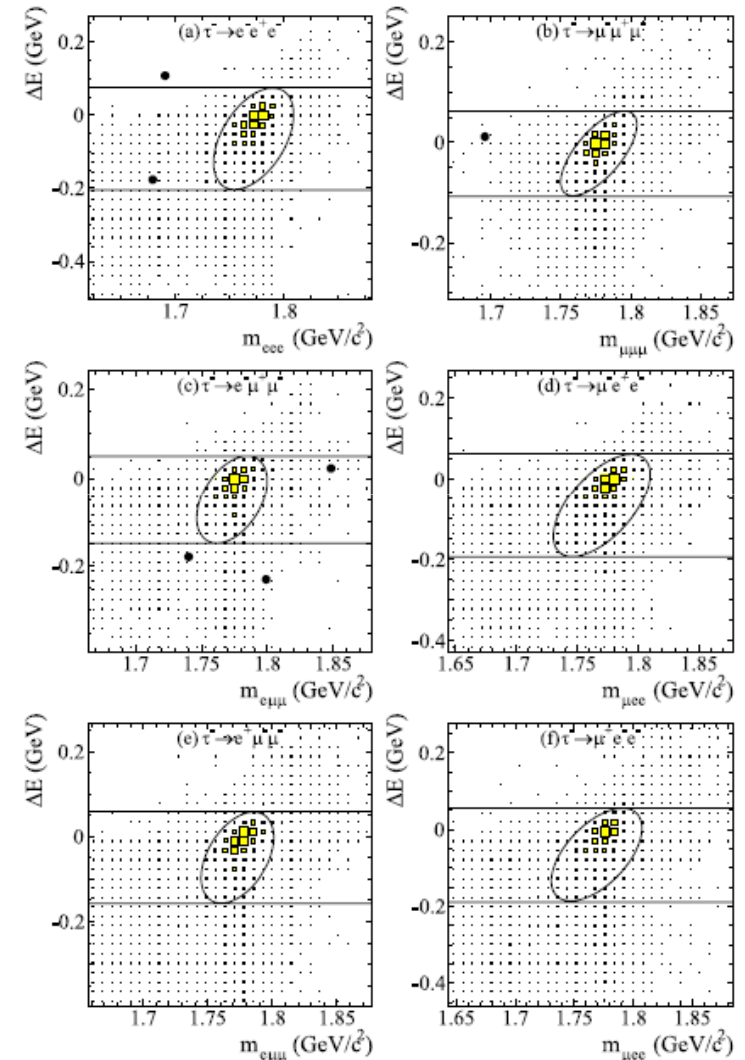 (a) τ⁻→e⁻e⁺e⁻
ΔE (GeV)
0.2
0
-0.2
-0.4
1.7 1.8
m_eee (GeV/c²)
(b) τ⁻→μ⁻μ⁺μ⁻
ΔE (GeV)
0.2
0
-0.2
1.7 1.75 1.8 1.85
m_μμμ (GeV/c²)
(c) τ⁻→e⁻μ⁺μ⁻
ΔE (GeV)
0.2
0
-0.2
1.7 1.75 1.8 1.85
m_eμμ (GeV/c²)
(d) τ⁻→μ⁻e⁺e⁻
ΔE (GeV)
0.2
0
-0.2
-0.4
1.65 1.7 1.75 1.8 1.85
m_μee (GeV/c²)
(e) τ⁻→e⁺μ⁻μ⁻
ΔE (GeV)
0.2
0
-0.2
1.7 1.75 1.8 1.85
m_eμμ (GeV/c²)
(f) τ⁻→μ⁺e⁻e⁻
ΔE (GeV)
0.2
0
-0.2
-0.4
1.65 1.7 1.75 1.8 1.85
m_μee (GeV/c²)